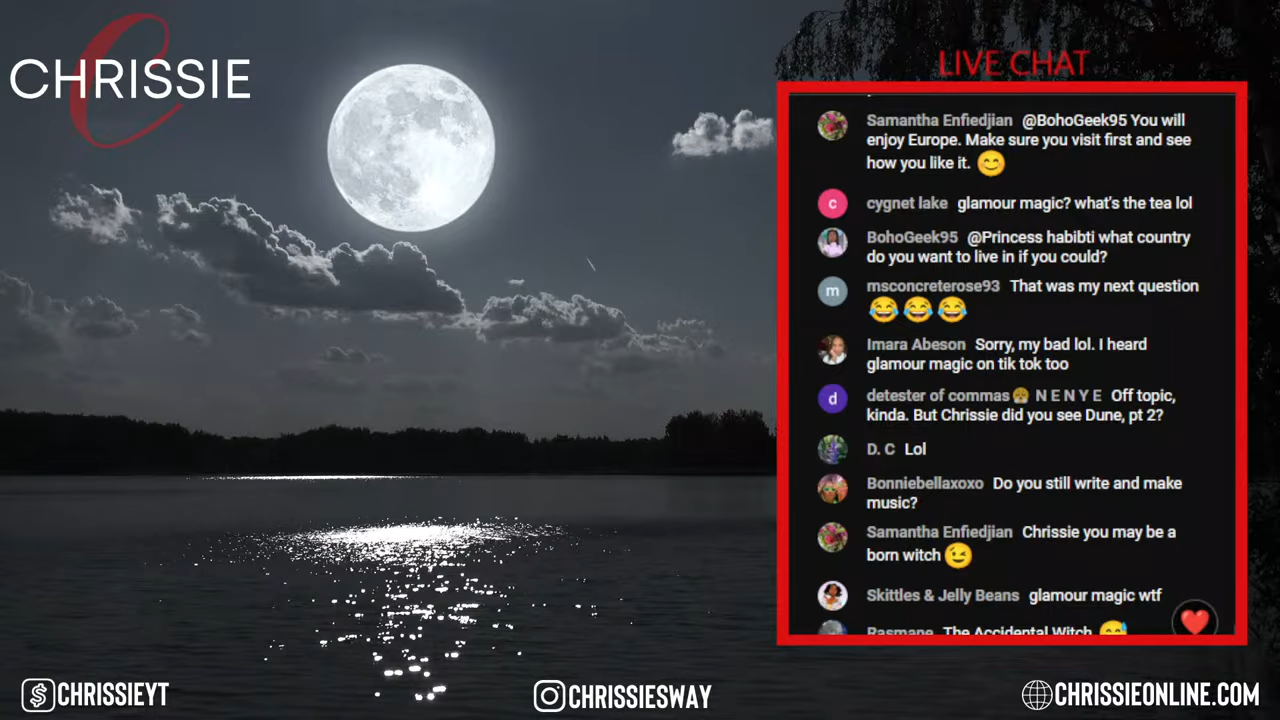 CHRISSIE
LIVE CHAT
Samantha Enfiedjian @BohoGeek95 You will
enjoy Europe. Make sure you visit first and see
how you like it. 😊
c cygnet lake glamour magic? what's the tea lol
BohoGeek95 @Princess habibti what country
do you want to live in if you could?
m msconcreterose93 That was my next question
😂😂😂
Imara Abeson Sorry, my bad lol. I heard
glamour magic on tik tok too
d detester of commas N E N Y E Off topic,
kinda. But Chrissie did you see Dune, pt 2?
D. C Lol
Bonniebellaxoxo Do you still write and make
music?
Samantha Enfiedjian Chrissie you may be a
born witch 😉
Skittles & Jelly Beans glamour magic wtf
Rasmane The Accidental Witch 😅
$ CHRISSIEYT
CHRISSIESWAY
CHRISSIEONLINE.COM